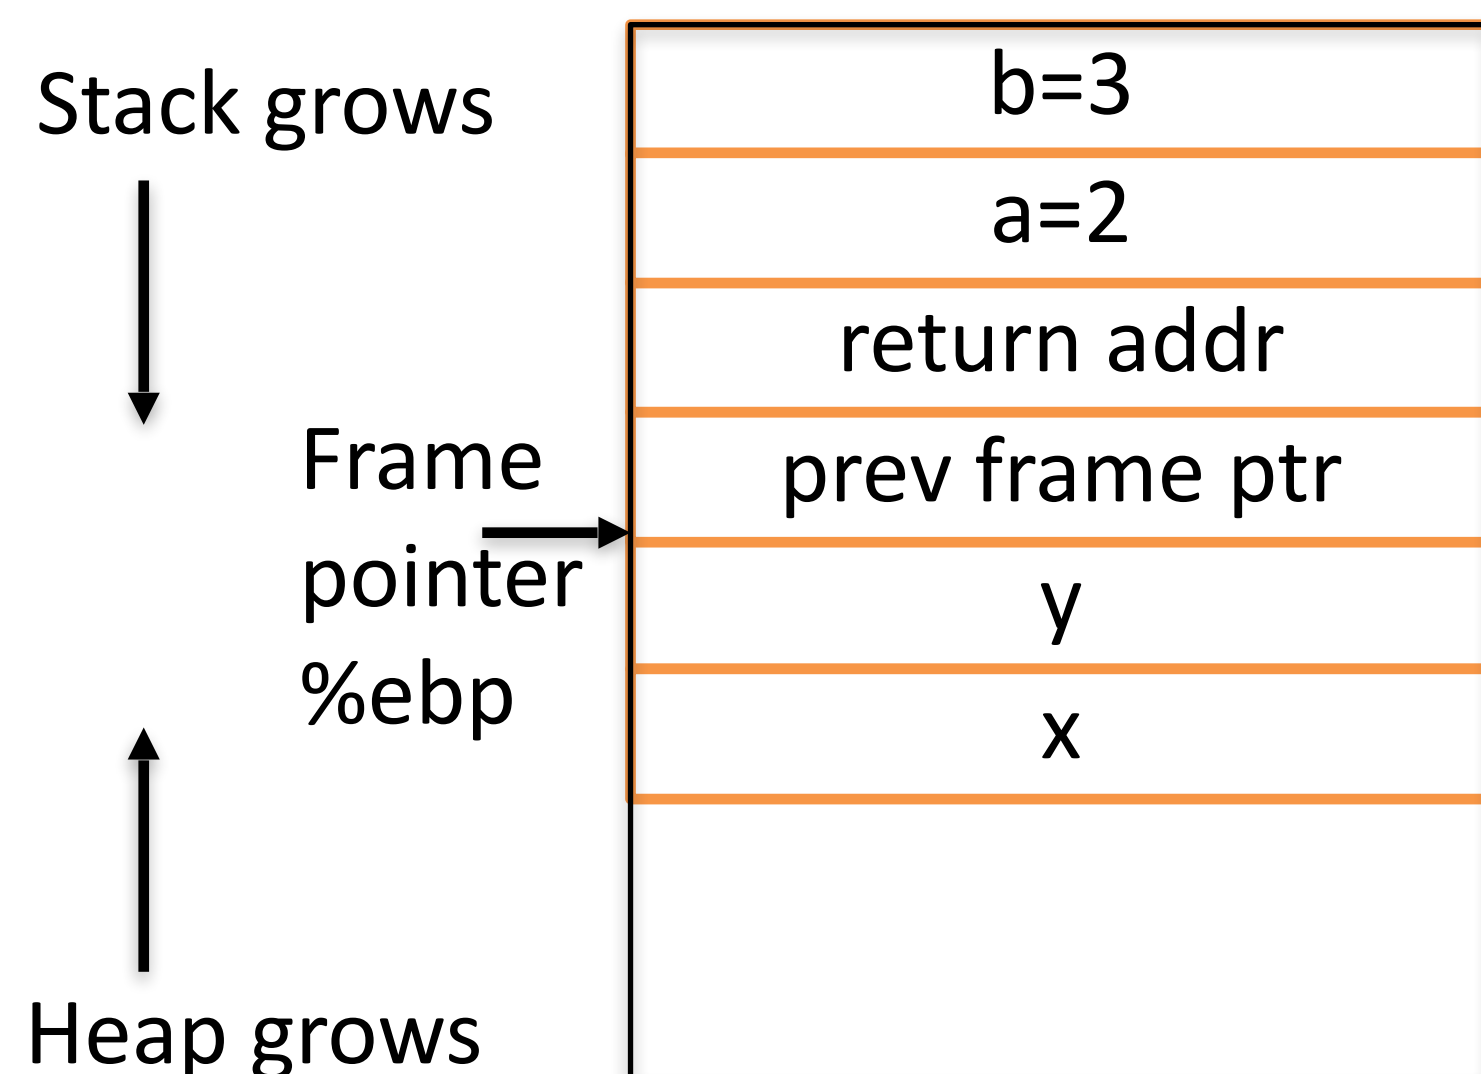 Stack grows
b=3
a=2
return addr
Frame
pointer
%ebp
prev frame ptr
y
x
Heap grows